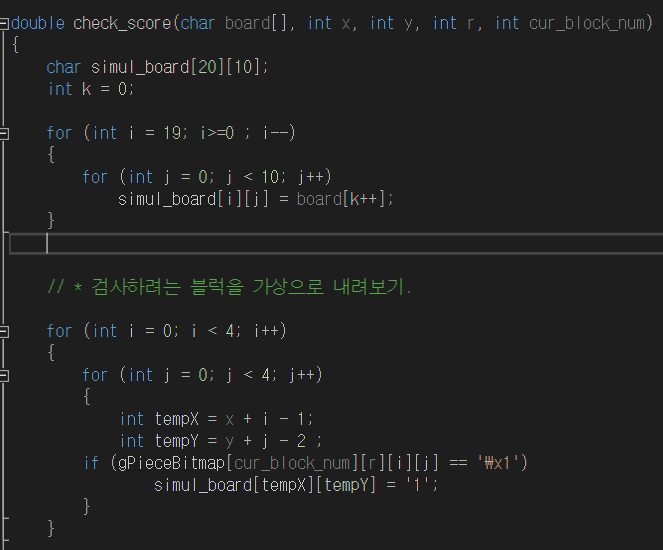 double check_score(char board[], int x, int y, int r, int cur_block_num)
{
    char simul_board[20][10];
    int k = 0;
    for (int i = 19; i>=0 ; i--)
    {
        for (int j = 0; j < 10; j++)
            simul_board[i][j] = board[k++];
    }
    // * 검사하려는 블럭을 가상으로 내려보기.
    for (int i = 0; i < 4; i++)
    {
        for (int j = 0; j < 4; j++)
        {
            int tempX = x + i - 1;
            int tempY = y + j - 2 ;
        if (gPieceBitmap[cur_block_num][r][i][j] == '₩x1')
                simul_board[tempX][tempY] = '1';
        }
    }